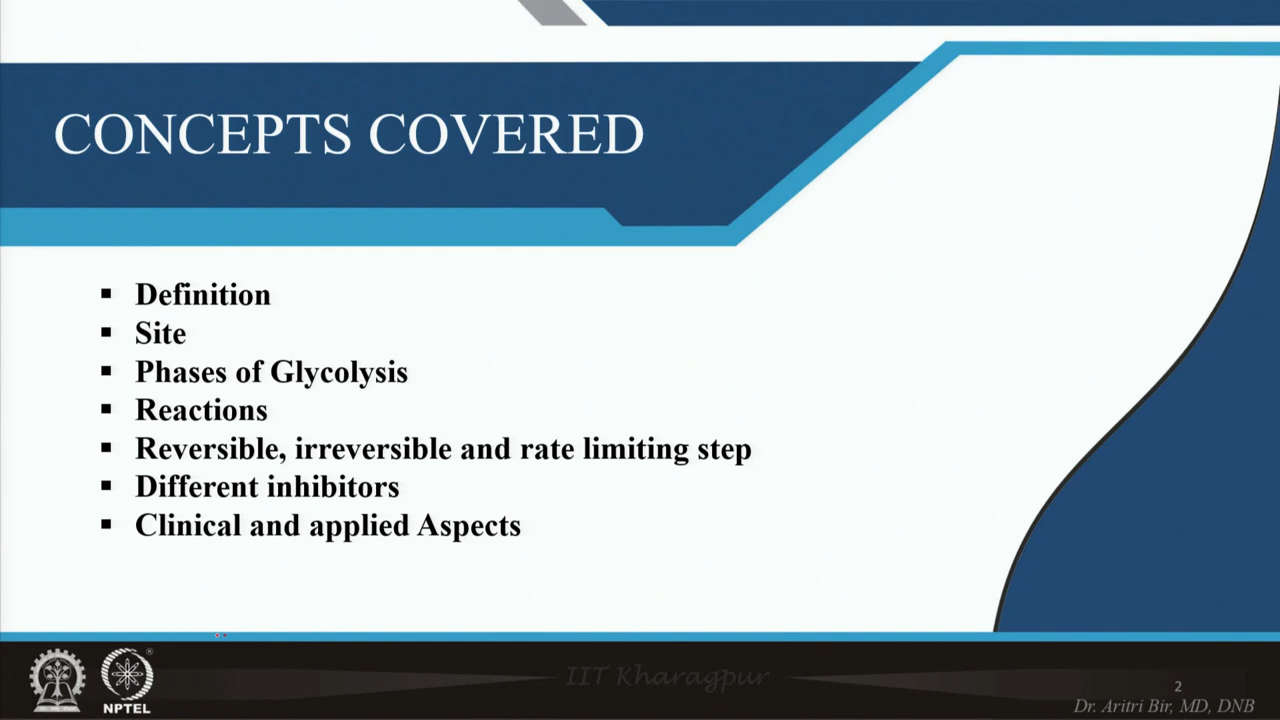 CONCEPTS COVERED
▪ Definition
▪ Site
▪ Phases of Glycolysis
▪ Reactions
▪ Reversible, irreversible and rate limiting step
▪ Different inhibitors
▪ Clinical and applied Aspects
IIT Kharagpur
2
Dr. Aritri Bir, MD, DNB
®
NPTEL